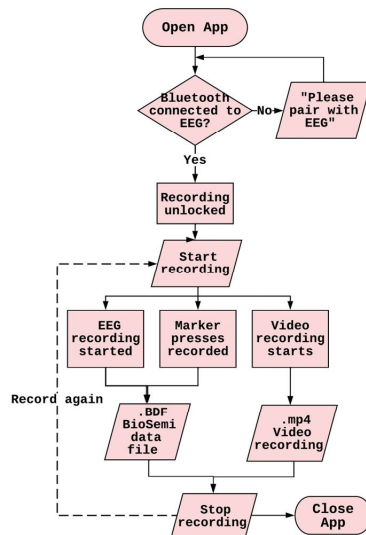 Open App
Bluetooth
connected to
EEG?
No
"Please
pair with
EEG"
Yes
Recording
unlocked
Start
recording
EEG
recording
started
Marker
presses
recorded
Video
recording
starts
Record again
.BDF
BioSemi
data
file
.mp4
Video
recording
Stop
recording
Close
App